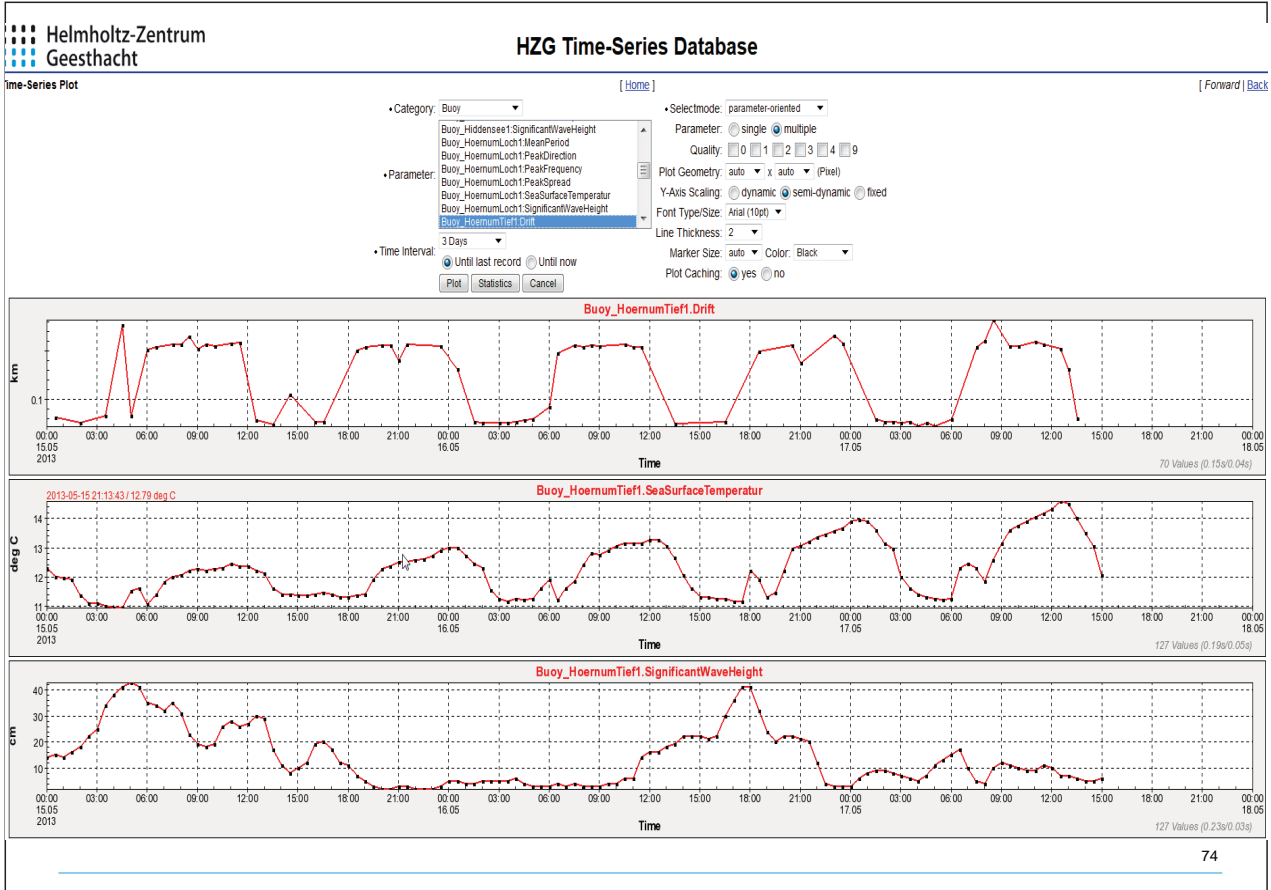 Helmholtz-Zentrum
Geesthacht
HZG Time-Series Database
Time-Series Plot
[ Home ]
[ Forward | Back
Category: Buoy
Buoy_Hiddensee1:SignificantWaveHeight
Buoy_HoernumLoch1:MeanPeriod
Buoy_HoernumLoch1:PeakDirection
Buoy_HoernumLoch1:PeakFrequency
Parameter:
Buoy_HoernumLoch1:PeakSpread
Buoy_HoernumLoch1:SeaSurfaceTemperatur
Buoy_HoernumLoch1:SignificantWaveHeight
Buoy_HoernumTief1:Drift
Time Interval: 3 Days
Until last record Until now
Plot Statistics Cancel
Selectmode: parameter-oriented
Parameter: single multiple
Quality: 0 1 2 3 4 9
Plot Geometry: auto x auto (Pixel)
Y-Axis Scaling: dynamic semi-dynamic fixed
Font Type/Size: Arial (10pt)
Line Thickness: 2
Marker Size: auto Color: Black
Plot Caching: yes no
Buoy_HoernumTief1.Drift
km
0.1
00:00 03:00 06:00 09:00 12:00 15:00 18:00 21:00 00:00 03:00 06:00 09:00 12:00 15:00 18:00 21:00 00:00 03:00 06:00 09:00 12:00 15:00 18:00 21:00 00:00
15.05 16.05 17.05 18.05
2013
Time
70 Values (0.15s/0.04s)
2013-05-15 21:13:43 / 12.79 deg C
Buoy_HoernumTief1.SeaSurfaceTemperatur
deg C
14
13
12
11
00:00 03:00 06:00 09:00 12:00 15:00 18:00 21:00 00:00 03:00 06:00 09:00 12:00 15:00 18:00 21:00 00:00 03:00 06:00 09:00 12:00 15:00 18:00 21:00 00:00
15.05 16.05 17.05 18.05
2013
Time
127 Values (0.19s/0.05s)
Buoy_HoernumTief1.SignificantWaveHeight
cm
40
30
20
10
00:00 03:00 06:00 09:00 12:00 15:00 18:00 21:00 00:00 03:00 06:00 09:00 12:00 15:00 18:00 21:00 00:00 03:00 06:00 09:00 12:00 15:00 18:00 21:00 00:00
15.05 16.05 17.05 18.05
2013
Time
127 Values (0.23s/0.03s)
74